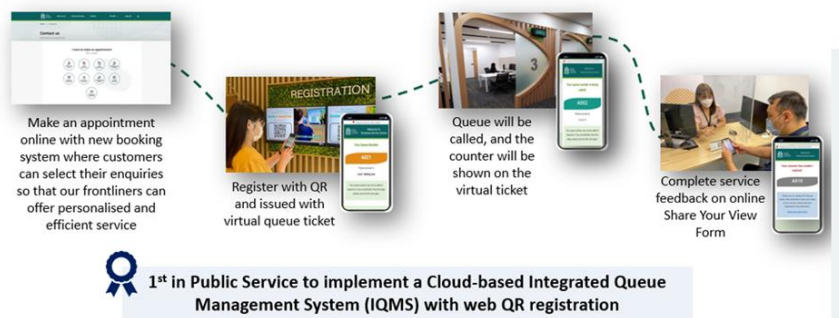 Contact us
Make an appointment
online with new booking
system where customers
can select their enquiries
so that our frontliners can
offer personalised and
efficient service
REGISTRATION
A021
Register with QR
and issued with
virtual queue ticket
3
Queue will be
called, and the
counter will be
shown on the
virtual ticket
Complete service
feedback on online
Share Your View
Form
1st in Public Service to implement a Cloud-based Integrated Queue
Management System (IQMS) with web QR registration